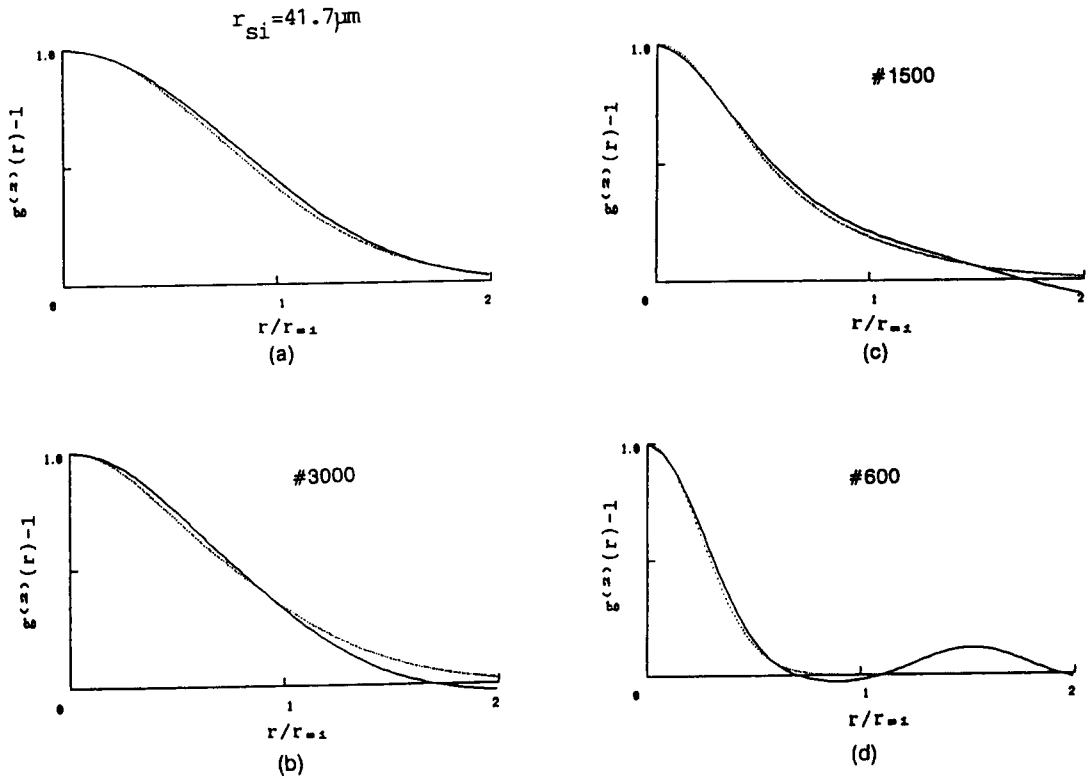 r_si=41.7μm
1.0
g⁽²⁾(r)-1
0
1
2
r/r_si
(a)
#3000
1.0
g⁽²⁾(r)-1
0
1
2
r/r_si
(b)
#1500
1.0
g⁽²⁾(r)-1
0
1
2
r/r_si
(c)
#600
1.0
g⁽²⁾(r)-1
0
1
2
r/r_si
(d)